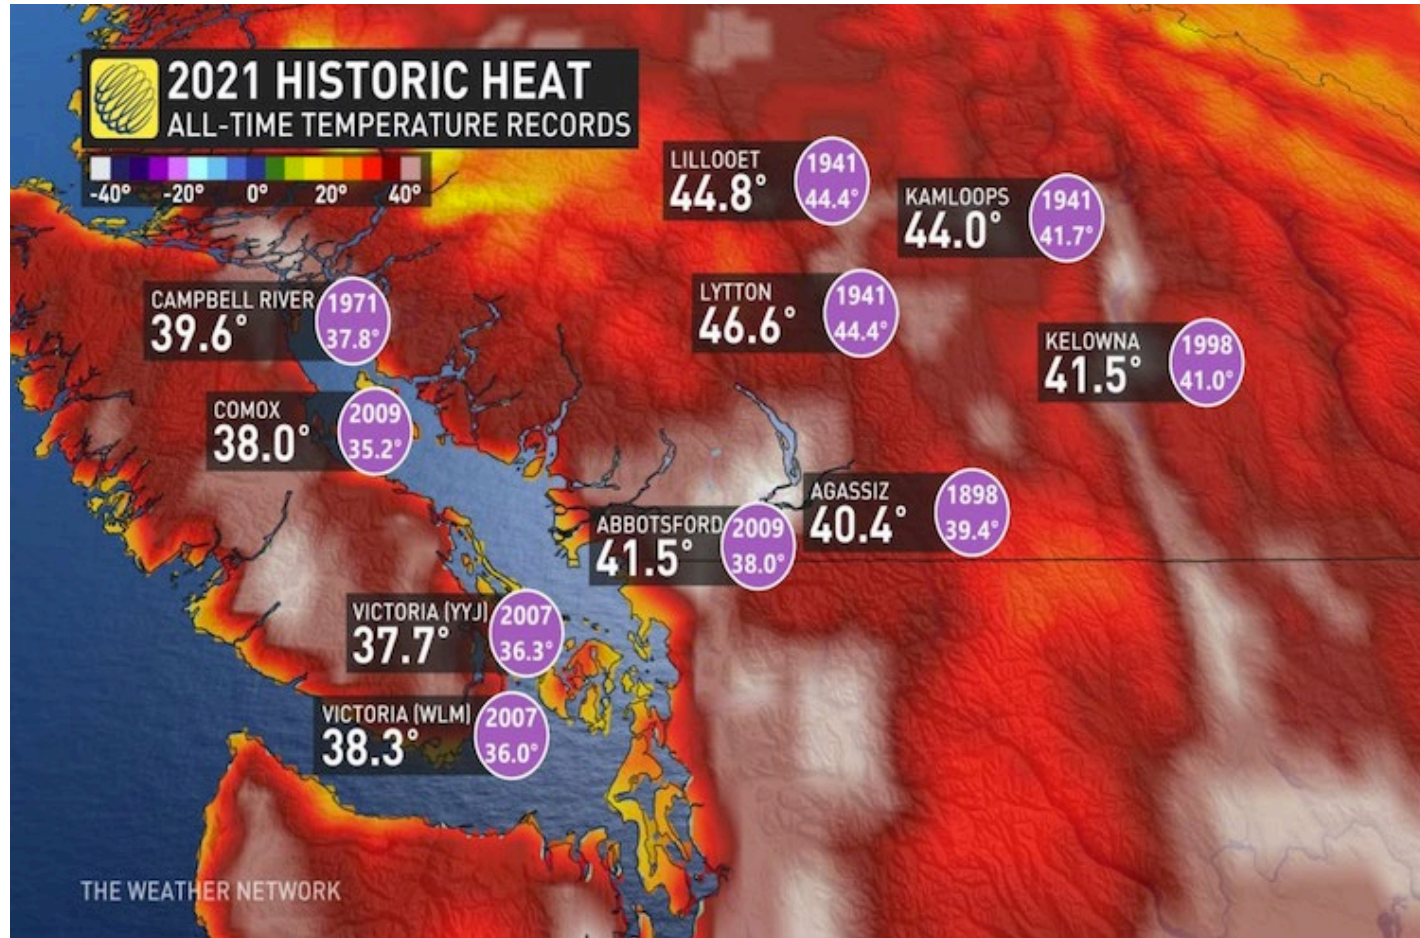 2021 HISTORIC HEAT
ALL-TIME TEMPERATURE RECORDS
-40° -20° 0° 20° 40°
LILLOOET
44.8°
1941
44.4°
KAMLOOPS
44.0°
1941
41.7°
CAMPBELL RIVER
39.6°
1971
37.8°
LYTTON
46.6°
1941
44.4°
KELOWNA
41.5°
1998
41.0°
COMOX
38.0°
2009
35.2°
AGASSIZ
40.4°
1898
39.4°
ABBOTSFORD
41.5°
2009
38.0°
VICTORIA (YYJ)
37.7°
2007
36.3°
VICTORIA (WLM)
38.3°
2007
36.0°
THE WEATHER NETWORK